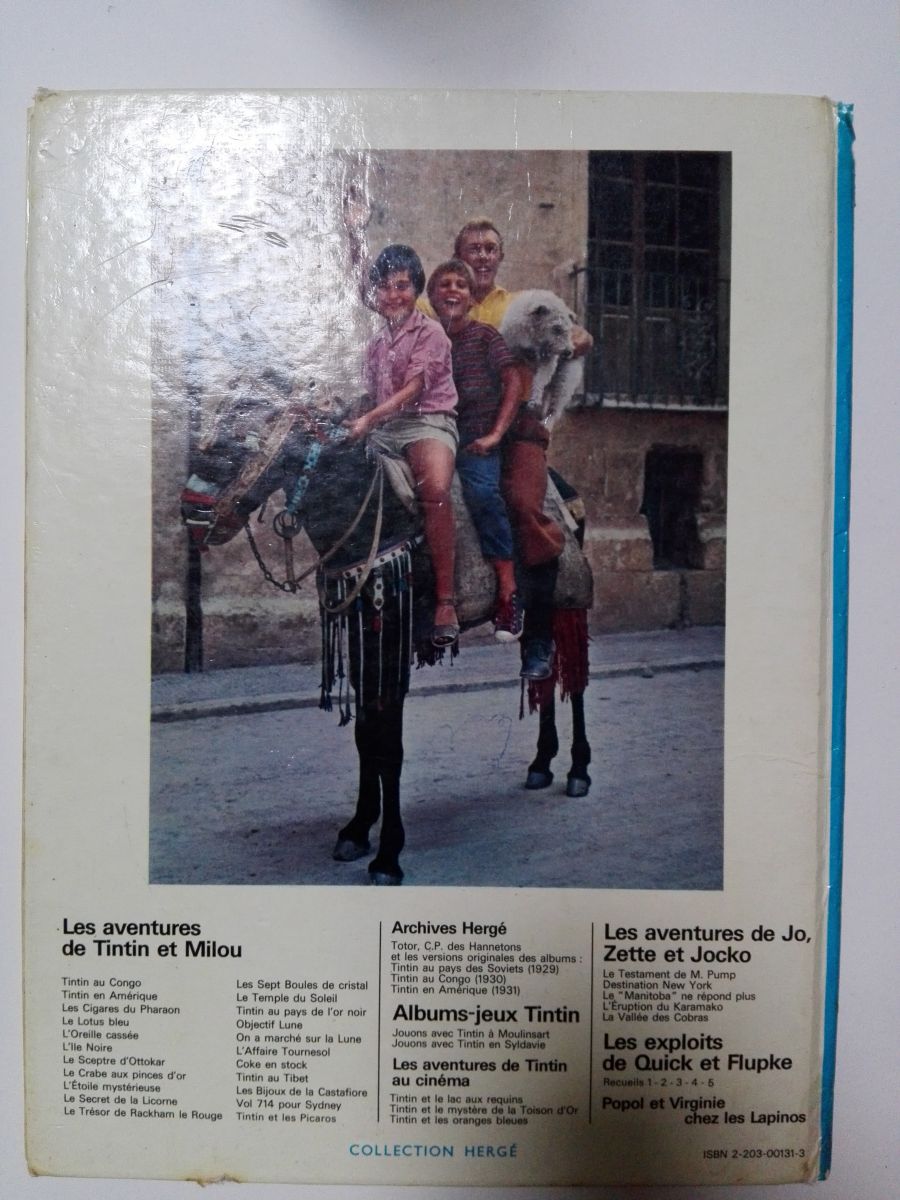 Les aventures
de Tintin et Milou
Tintin au Congo
Tintin en Amérique
Les Cigares du Pharaon
Le Lotus bleu
L'Oreille cassée
L'Ile Noire
Le Sceptre d'Ottokar
Le Crabe aux pinces d'or
L'Étoile mystérieuse
Le Secret de la Licorne
Le Trésor de Rackham le Rouge
Les Sept Boules de cristal
Le Temple du Soleil
Tintin au pays de l'or noir
Objectif Lune
On a marché sur la Lune
L'Affaire Tournesol
Coke en stock
Tintin au Tibet
Les Bijoux de la Castafiore
Vol 714 pour Sydney
Tintin et les Picaros
Archives Hergé
Totor, C.P. des Hannetons
et les versions originales des albums :
Tintin au pays des Soviets (1929)
Tintin au Congo (1930)
Tintin en Amérique (1931)
Albums-jeux Tintin
Jouons avec Tintin à Moulinsart
Jouons avec Tintin en Syldavie
Les aventures de Tintin
au cinéma
Tintin et le lac aux requins
Tintin et le mystère de la Toison d'Or
Tintin et les oranges bleues
Les aventures de Jo,
Zette et Jocko
Le Testament de M. Pump
Destination New York
Le "Manitoba" ne répond plus
L'Éruption du Karamako
La Vallée des Cobras
Les exploits
de Quick et Flupke
Recueils 1 - 2 - 3 - 4 - 5
Popol et Virginie
chez les Lapinos
COLLECTION HERGÉ
ISBN 2-203-00131-3